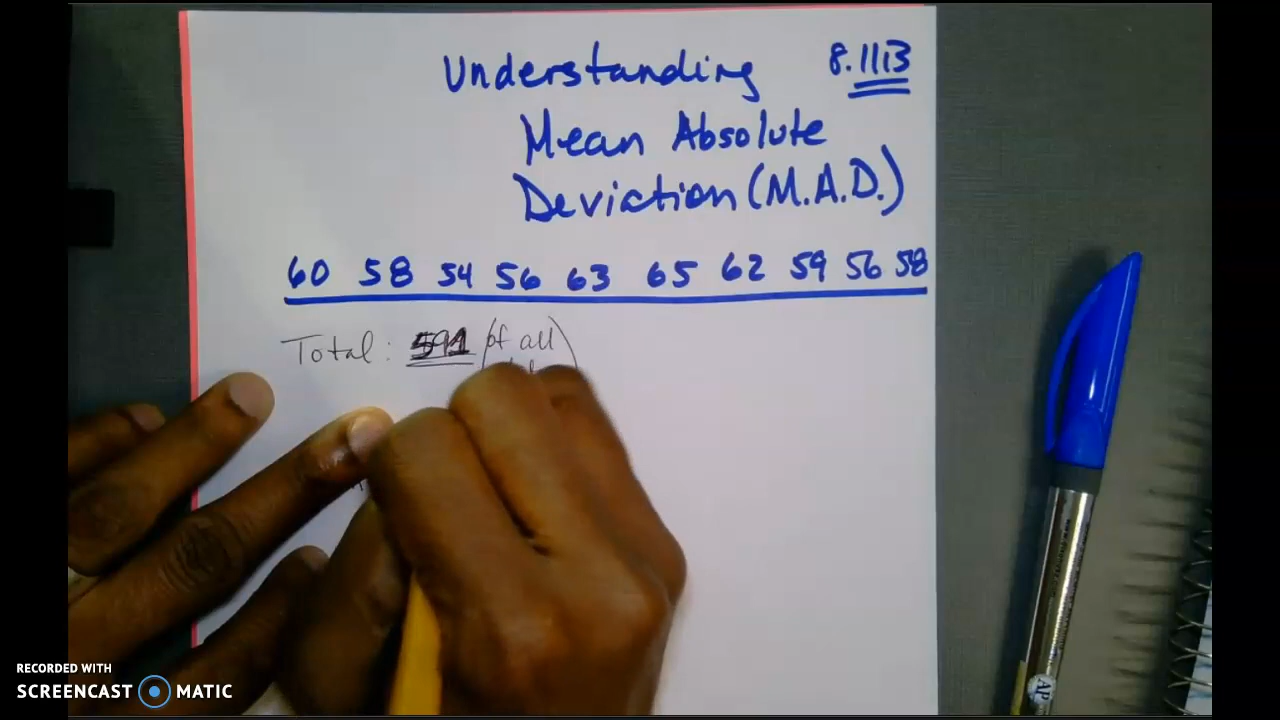 Understanding 8.1113
Mean Absolute
Deviation (M.A.D.)
60 58 54 56 63 65 62 59 56 58
Total: 591 (of all
RECORDED WITH
SCREENCAST MATIC
AP